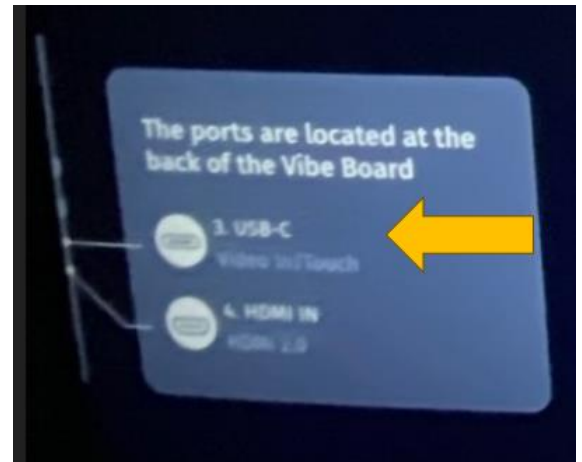 The ports are located at the
back of the Vibe Board
3. USB-C
Video In/Touch
4. HDMI IN
HDMI 2.0